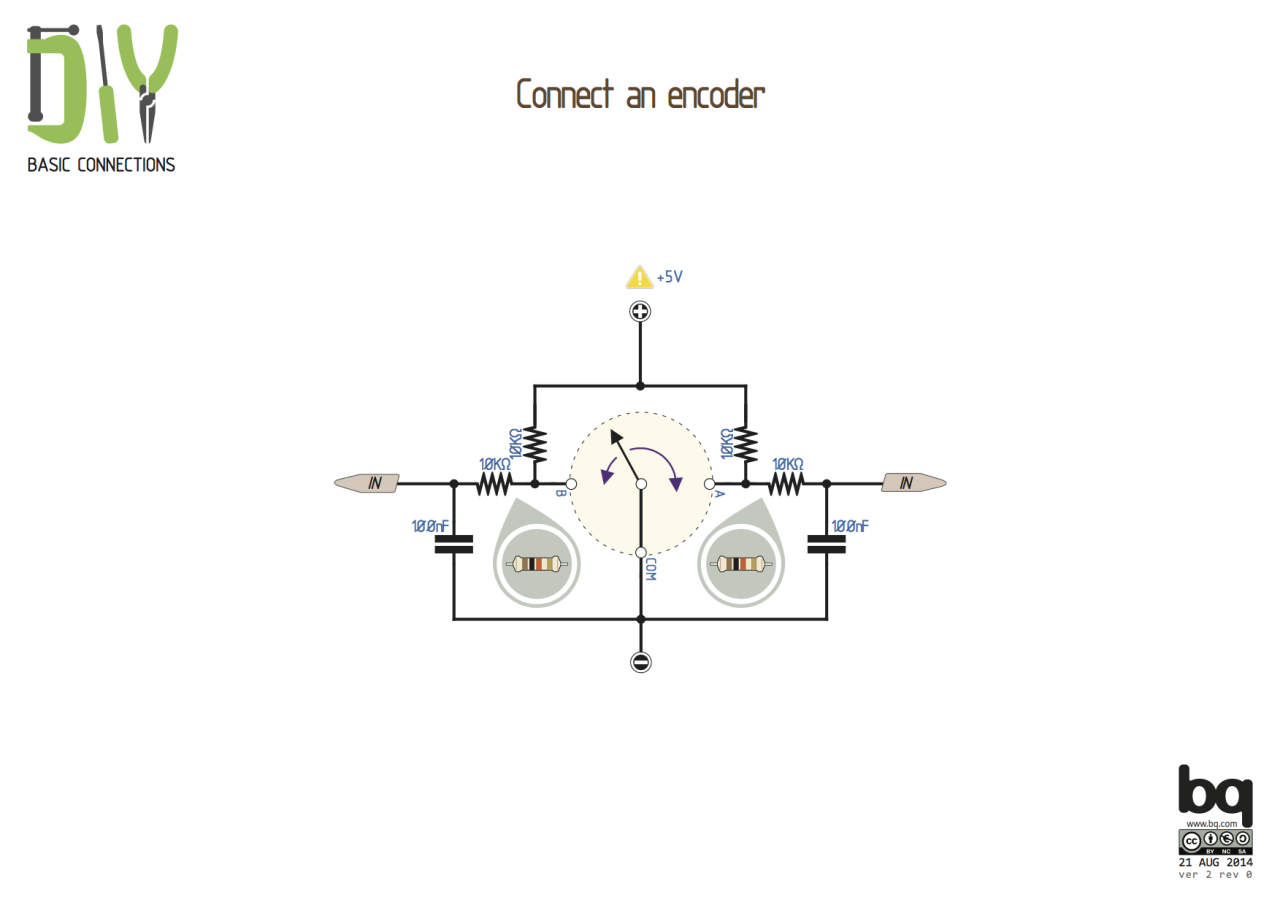 DIY
BASIC CONNECTIONS
Connect an encoder
+5V
10KΩ
10KΩ
10KΩ
10KΩ
IN
IN
B
A
100nF
100nF
COM
bq
www.bq.com
cc
BY NC SA
21 AUG 2014
ver 2 rev 0